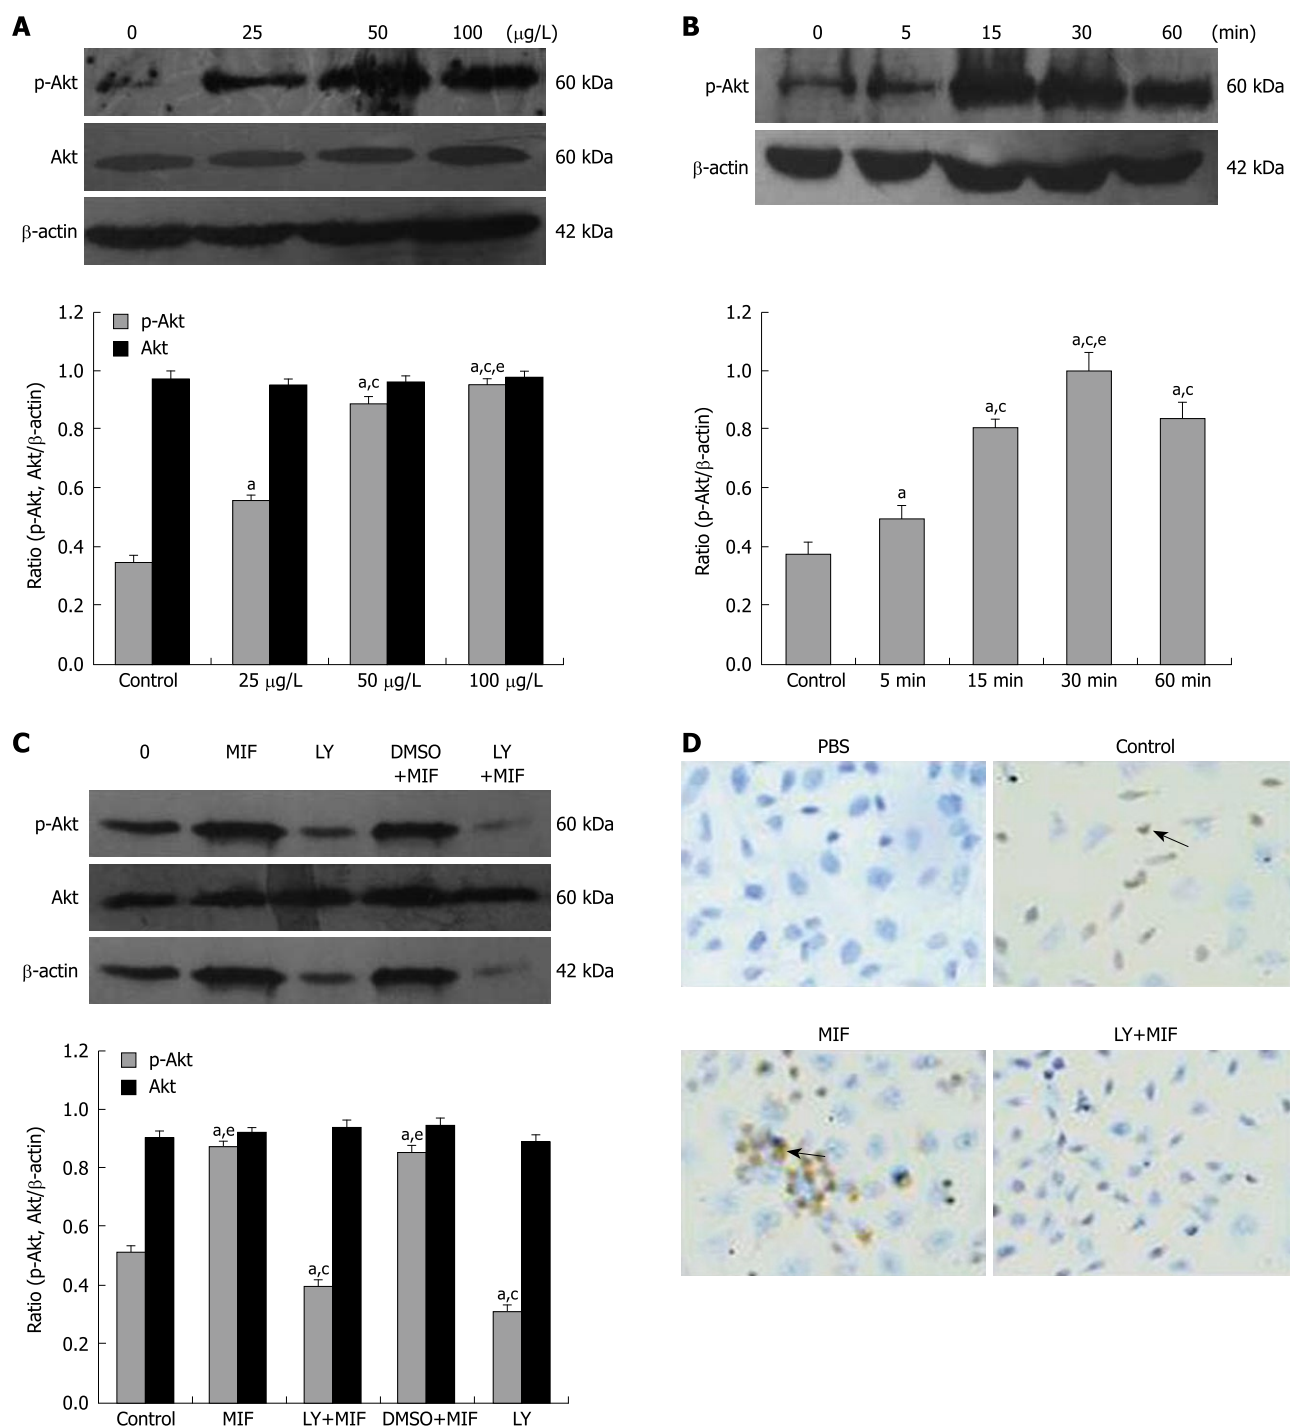 A
0 25 50 100 (μg/L)
p-Akt 60 kDa
Akt 60 kDa
β-actin 42 kDa
1.2
1.0
0.8
0.6
0.4
0.2
0.0
Ratio (p-Akt, Akt/β-actin)
p-Akt
Akt
a
a,c
a,c,e
Control 25 μg/L 50 μg/L 100 μg/L
B
0 5 15 30 60 (min)
p-Akt 60 kDa
β-actin 42 kDa
1.2
1.0
0.8
0.6
0.4
0.2
0.0
Ratio (p-Akt/β-actin)
a
a,c
a,c,e
a,c
Control 5 min 15 min 30 min 60 min
C
0 MIF LY DMSO LY
+MIF +MIF
p-Akt 60 kDa
Akt 60 kDa
β-actin 42 kDa
1.2
1.0
0.8
0.6
0.4
0.2
0.0
Ratio (p-Akt, Akt/β-actin)
p-Akt
Akt
a,e
a,c
a,e
a,c
Control MIF LY+MIF DMSO+MIF LY
D
PBS Control
MIF LY+MIF